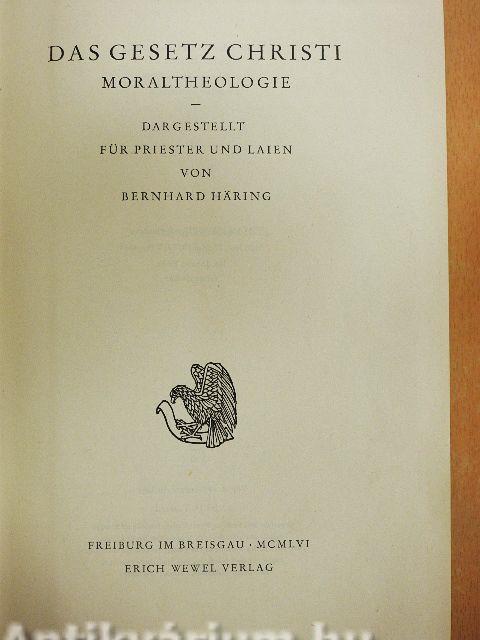 DAS GESETZ CHRISTI
MORALTHEOLOGIE
—
DARGESTELLT
FÜR PRIESTER UND LAIEN
VON
BERNHARD HÄRING
FREIBURG IM BREISGAU · MCMLVI
ERICH WEWEL VERLAG
Antikvárium.hu